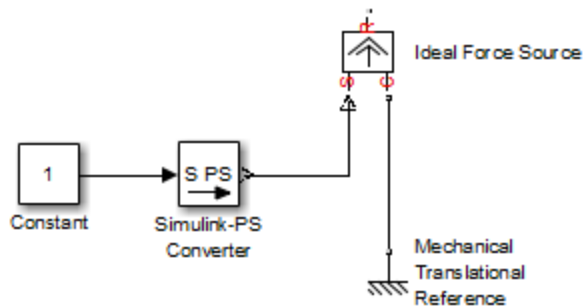 R
Ideal Force Source
S
C
1
S PS
Constant
Simulink-PS
Converter
Mechanical
Translational
Reference